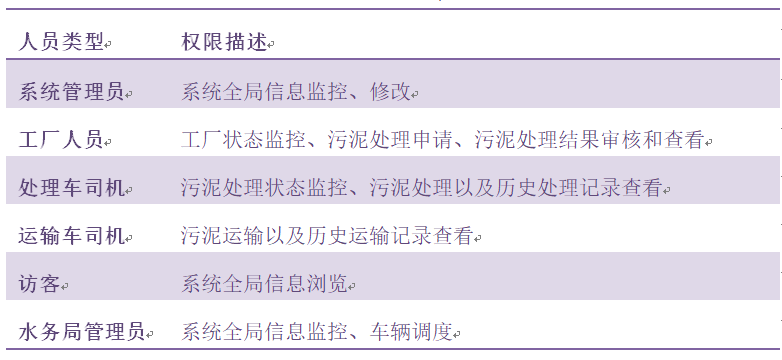 人员类型 权限描述
系统管理员 系统全局信息监控、修改
工厂人员 工厂状态监控、污泥处理申请、污泥处理结果审核和查看
处理车司机 污泥处理状态监控、污泥处理以及历史处理记录查看
运输车司机 污泥运输以及历史运输记录查看
访客 系统全局信息浏览
水务局管理员 系统全局信息监控、车辆调度